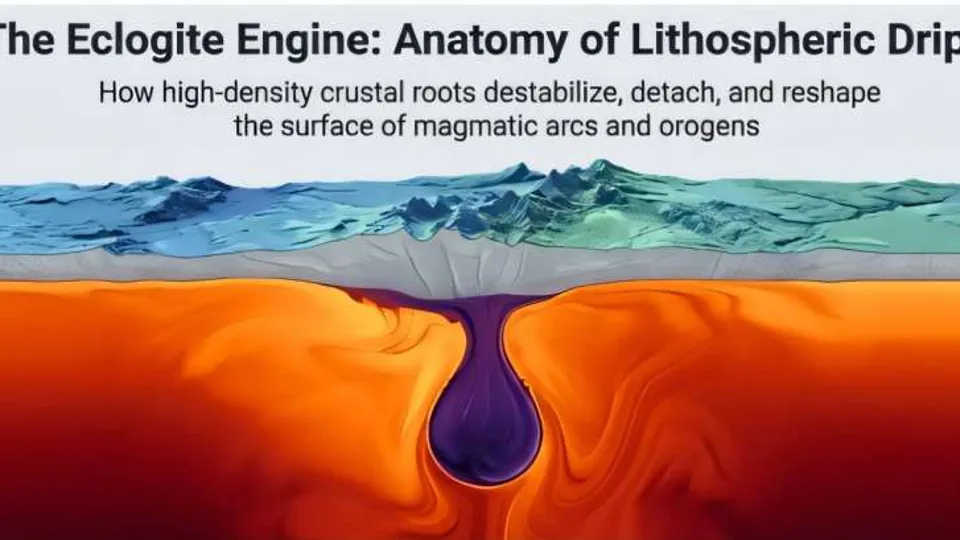 The Eclogite Engine: Anatomy of Lithospheric Drip
How high-density crustal roots destabilize, detach, and reshape
the surface of magmatic arcs and orogens